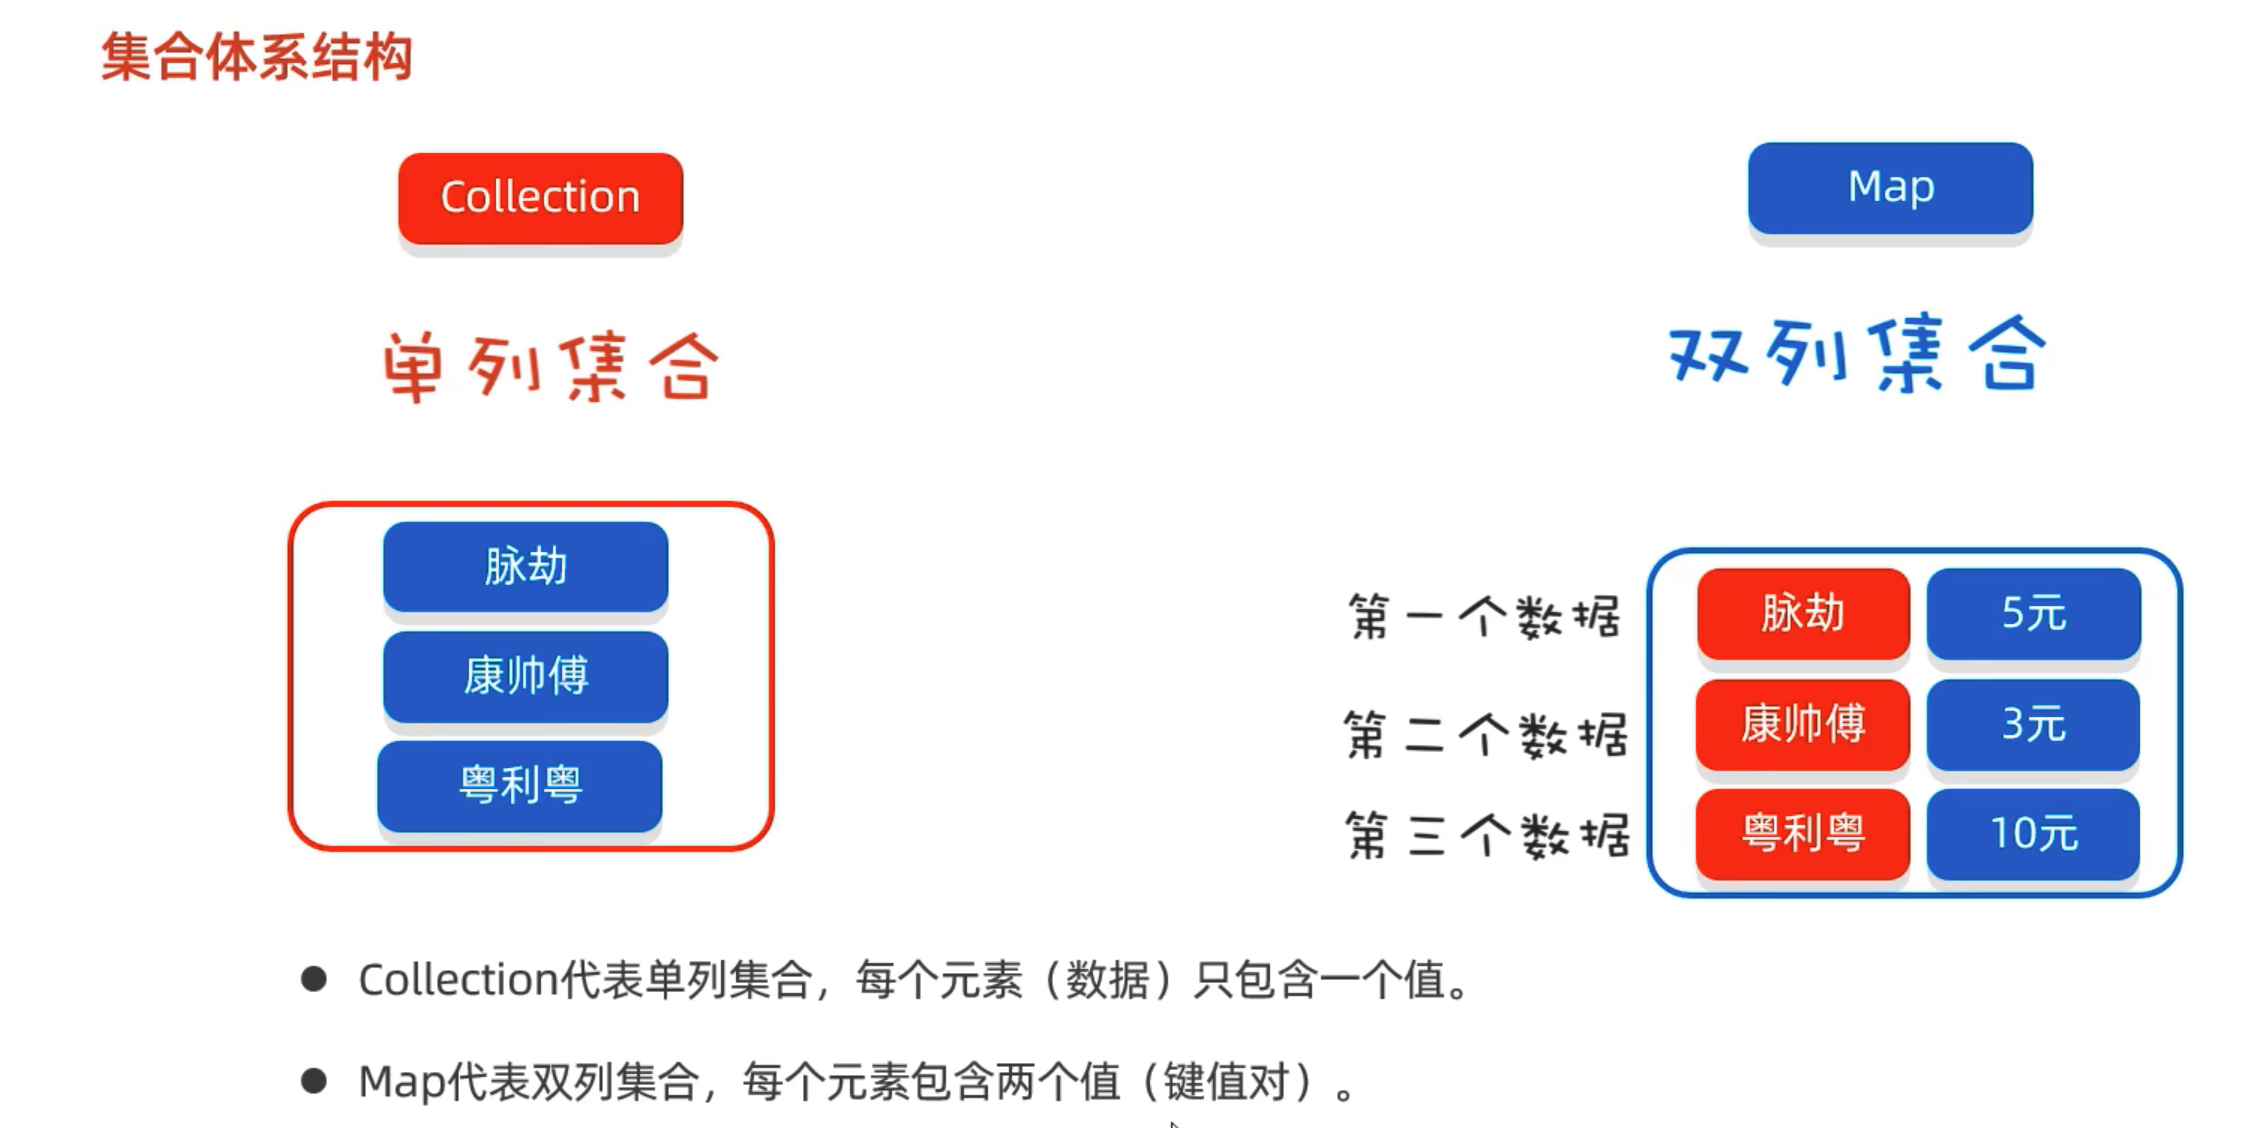 集合体系结构
Collection
单列集合
脉劫
康帅傅
粤利粤
Map
双列集合
第一个数据 脉劫 5元
第二个数据 康帅傅 3元
第三个数据 粤利粤 10元
● Collection代表单列集合，每个元素（数据）只包含一个值。
● Map代表双列集合，每个元素包含两个值（键值对）。